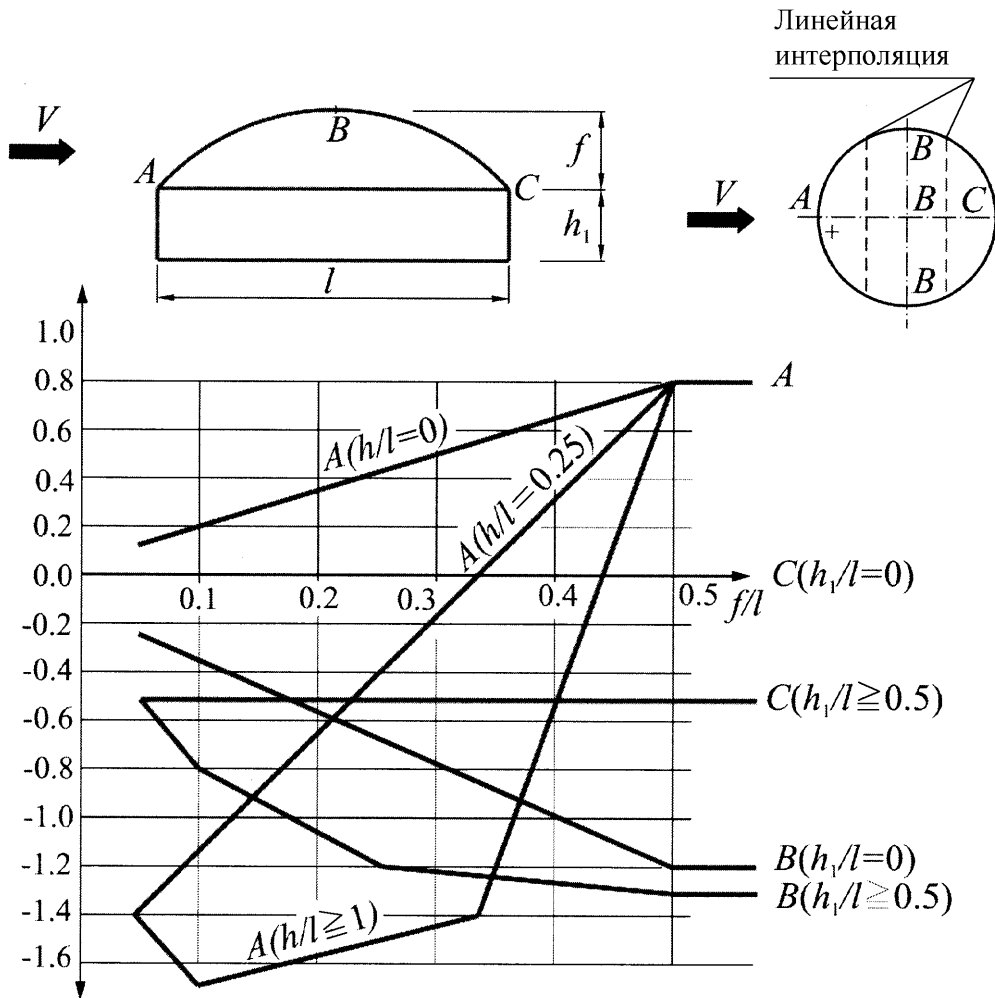 Линейная
интерполяция
V
B
A
C
f
h₁
l
V
A
B
B
C
+
B
1.0
0.8
0.6
0.4
0.2
0.0
-0.2
-0.4
-0.6
-0.8
-1.0
-1.2
-1.4
-1.6
0.1
0.2
0.3
0.4
0.5
f/l
A
A(h/l=0)
A(h/l=0.25)
A(h/l≧1)
C(h₁/l=0)
C(h₁/l≧0.5)
B(h₁/l=0)
B(h₁/l≧0.5)